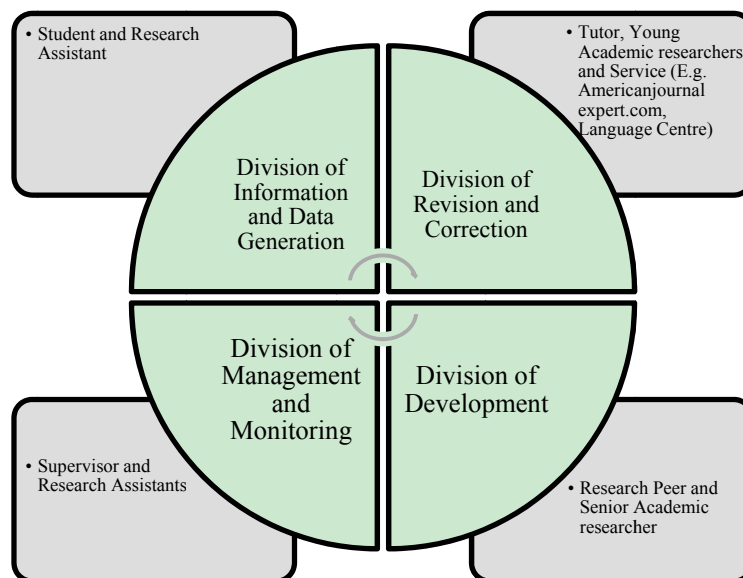 • Student and Research
Assistant
• Tutor, Young
Academic researchers
and Service (E.g.
Americanjournal
expert.com,
Language Centre)
Division of
Information
and Data
Generation
Division of
Revision and
Correction
Division of
Management
and
Monitoring
Division of
Development
• Supervisor and
Research Assistants
• Research Peer and
Senior Academic
researcher